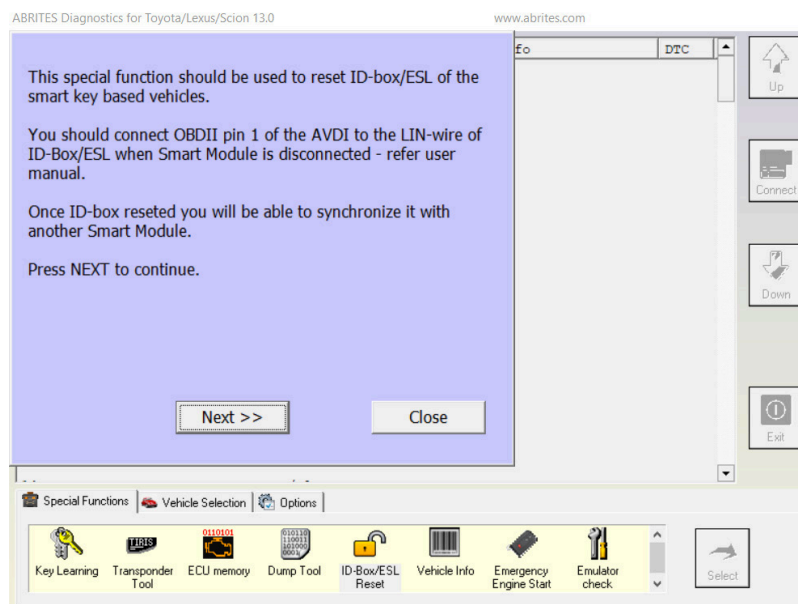 ABRITES Diagnostics for Toyota/Lexus/Scion 13.0 www.abrites.com
fo DTC
This special function should be used to reset ID-box/ESL of the
smart key based vehicles.
You should connect OBDII pin 1 of the AVDI to the LIN-wire of
ID-Box/ESL when Smart Module is disconnected - refer user
manual.
Once ID-box reseted you will be able to synchronize it with
another Smart Module.
Press NEXT to continue.
Next >> Close
Up
Connect
Down
Exit
Special Functions Vehicle Selection Options
TIRIS 0110101 010110 110011 101000 0001
Key Learning Transponder Tool ECU memory Dump Tool ID-Box/ESL Reset Vehicle Info Emergency Engine Start Emulator check
Select